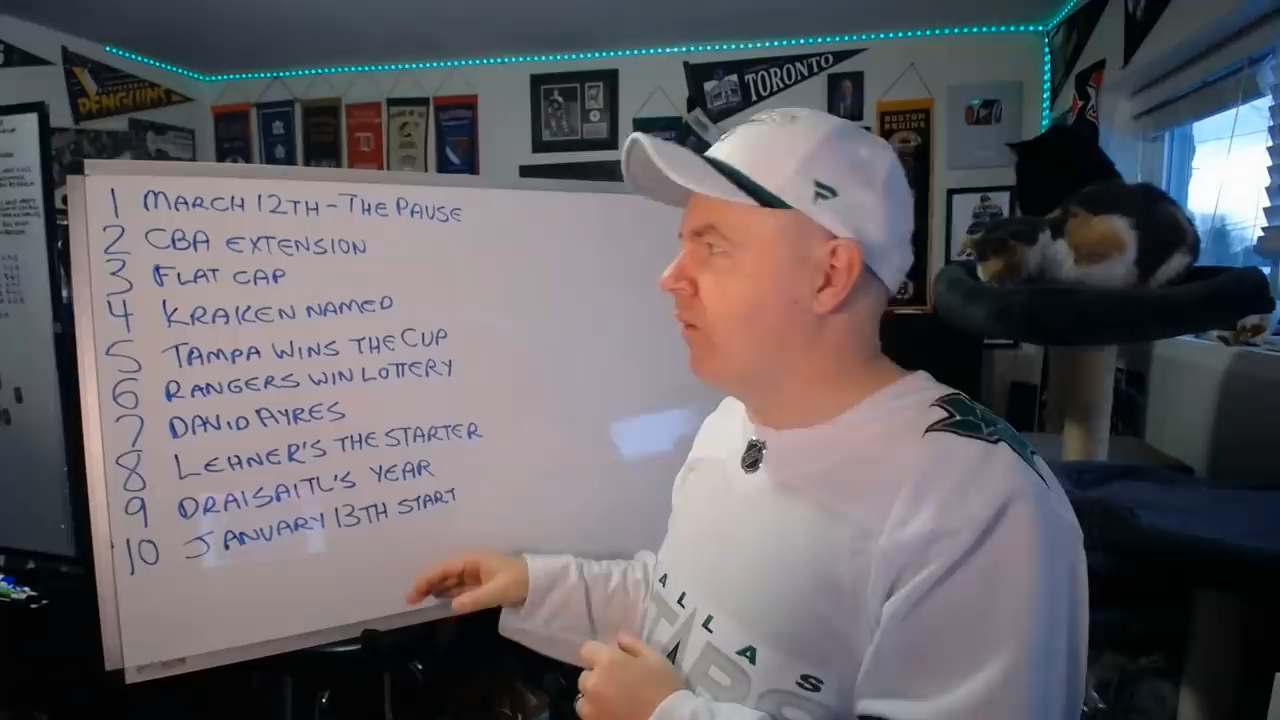 PENGUINS
TORONTO
BOSTON
BRUINS
1 MARCH 12TH - THE PAUSE
2 CBA EXTENSION
3 FLAT CAP
4 KRAKEN NAMED
5 TAMPA WINS THE CUP
6 RANGERS WIN LOTTERY
7 DAVID AYRES
8 LEHNER'S THE STARTER
9 DRAISAITL'S YEAR
10 JANUARY 13TH START
ALLAS
STARS